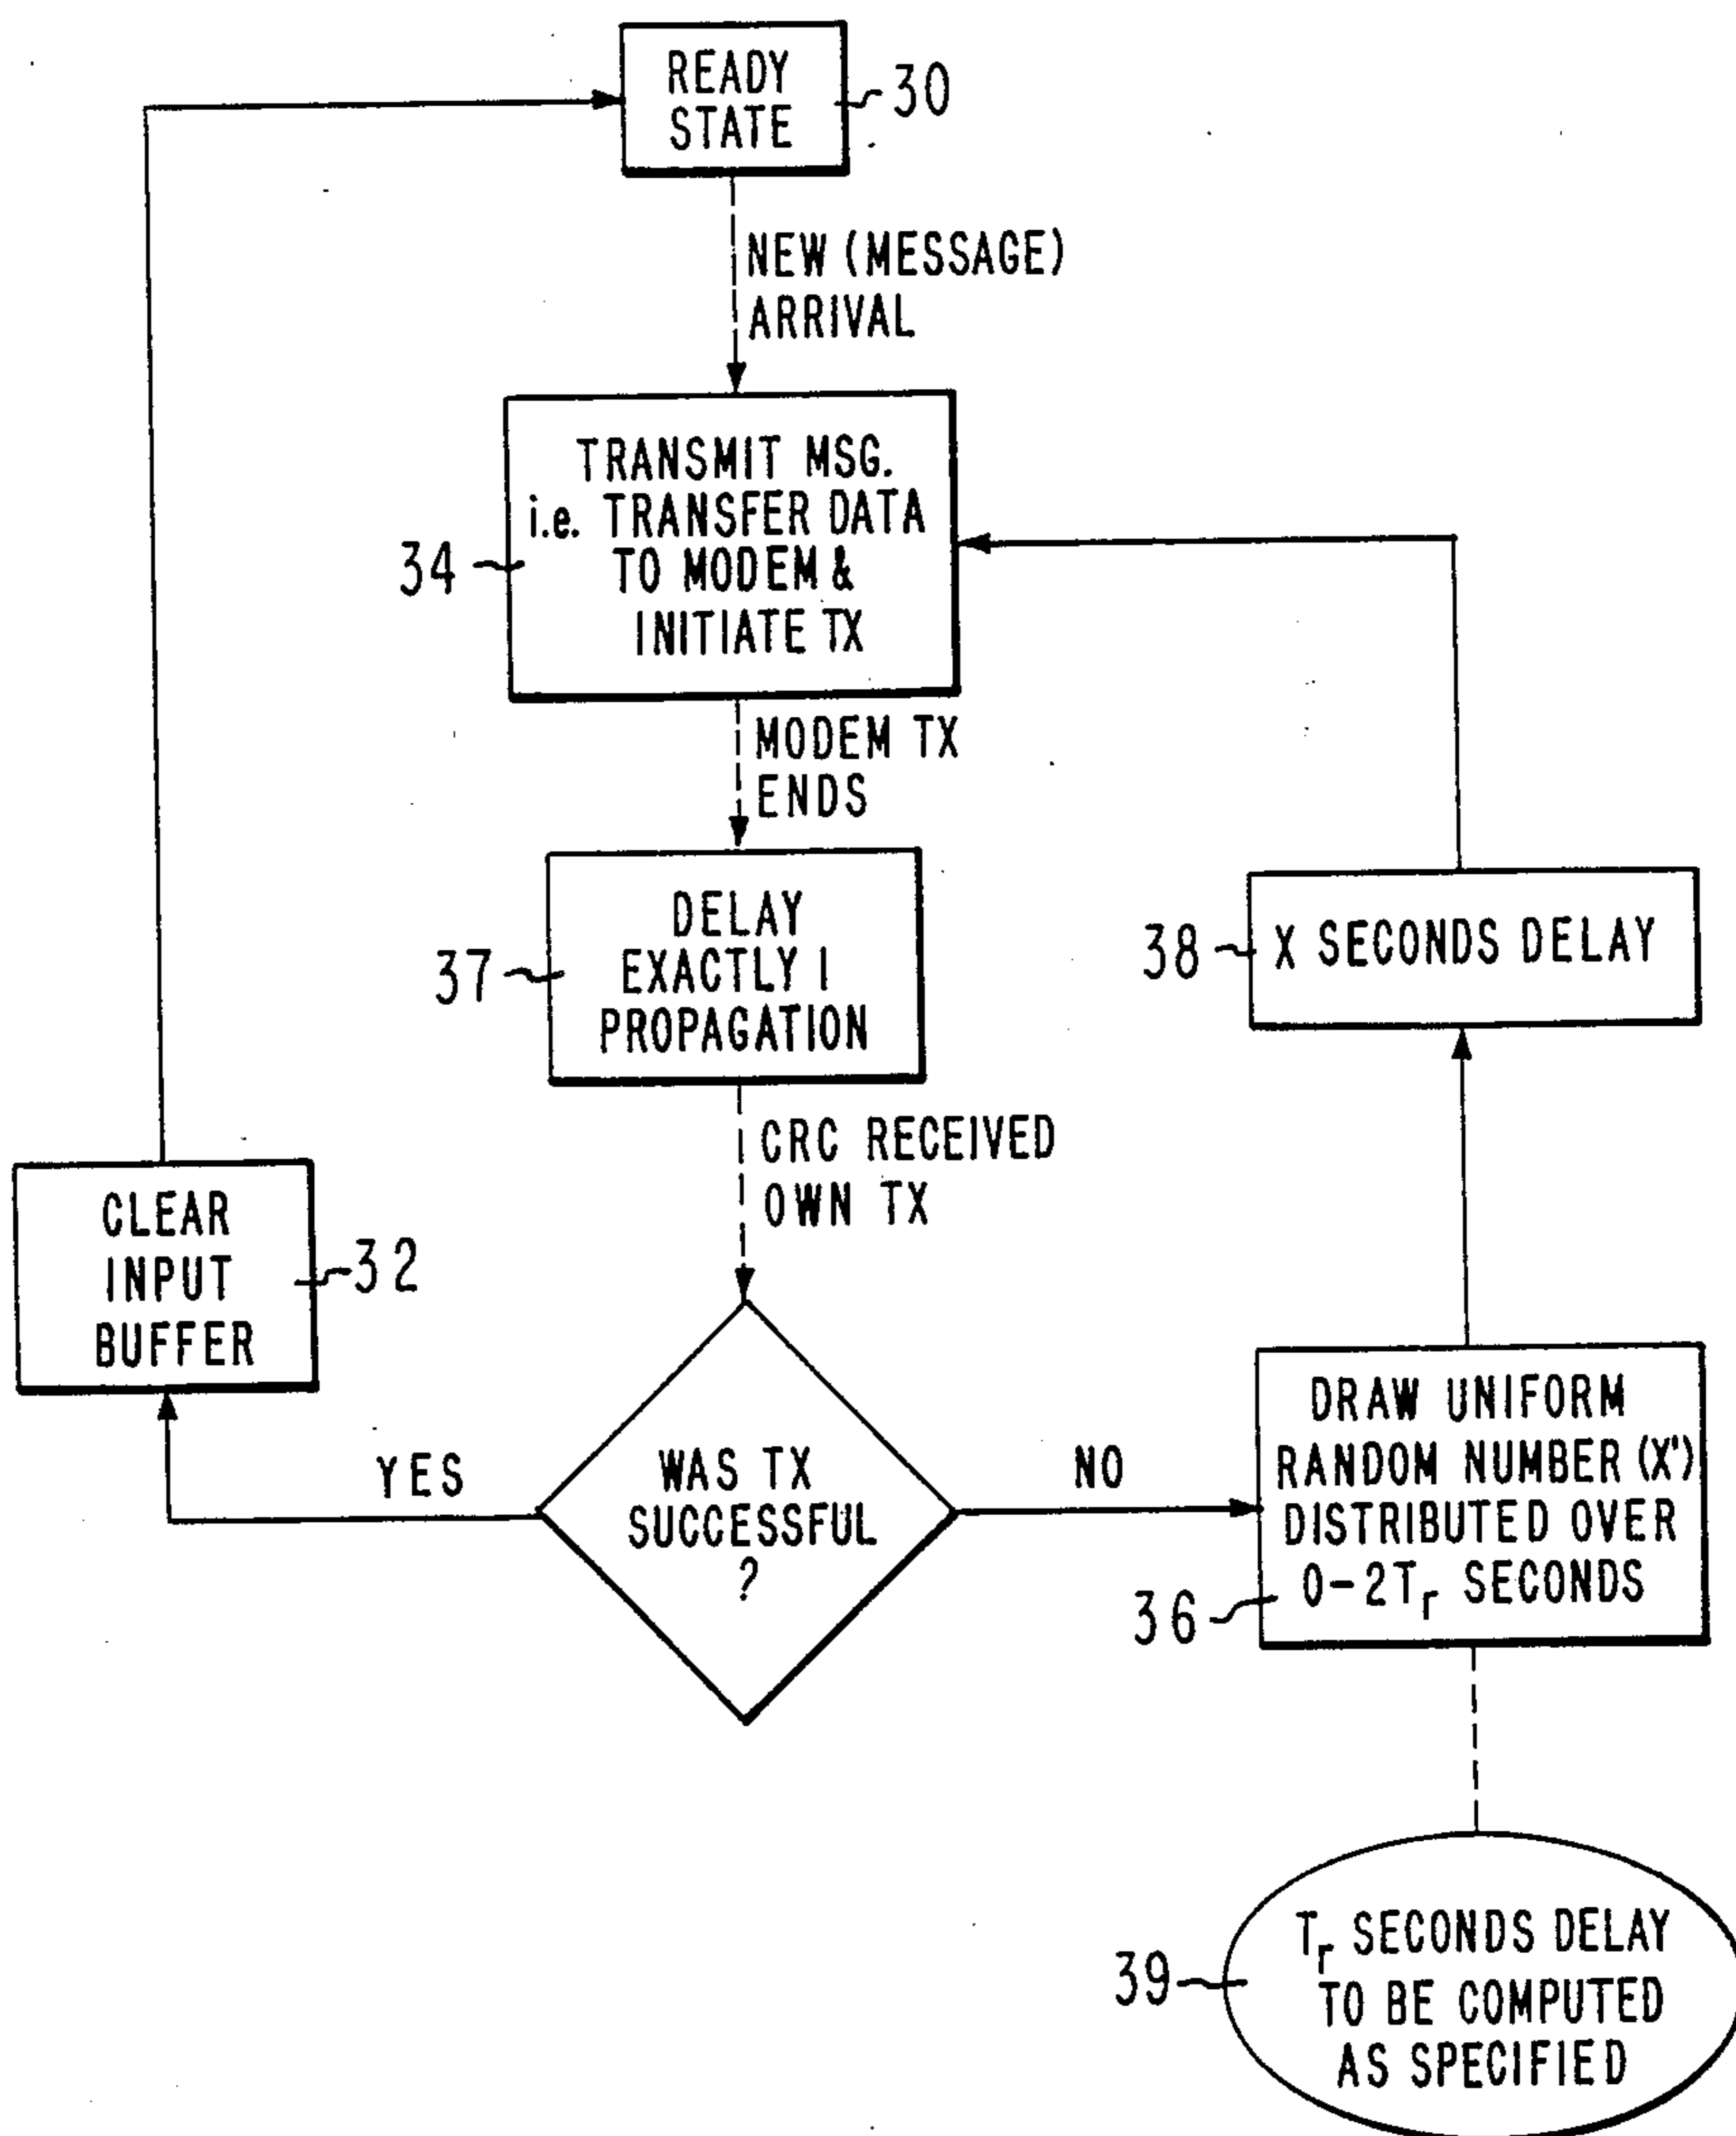 READY
STATE
30
NEW (MESSAGE)
ARRIVAL
TRANSMIT MSG.
i.e. TRANSFER DATA
TO MODEM &
INITIATE TX
34
MODEM TX
ENDS
DELAY
EXACTLY 1
PROPAGATION
37
X SECONDS DELAY
38
CRC RECEIVED
OWN TX
CLEAR
INPUT
BUFFER
32
WAS TX
SUCCESSFUL
?
YES
NO
DRAW UNIFORM
RANDOM NUMBER (X')
DISTRIBUTED OVER
0-2Tr SECONDS
36
Tr SECONDS DELAY
TO BE COMPUTED
AS SPECIFIED
39